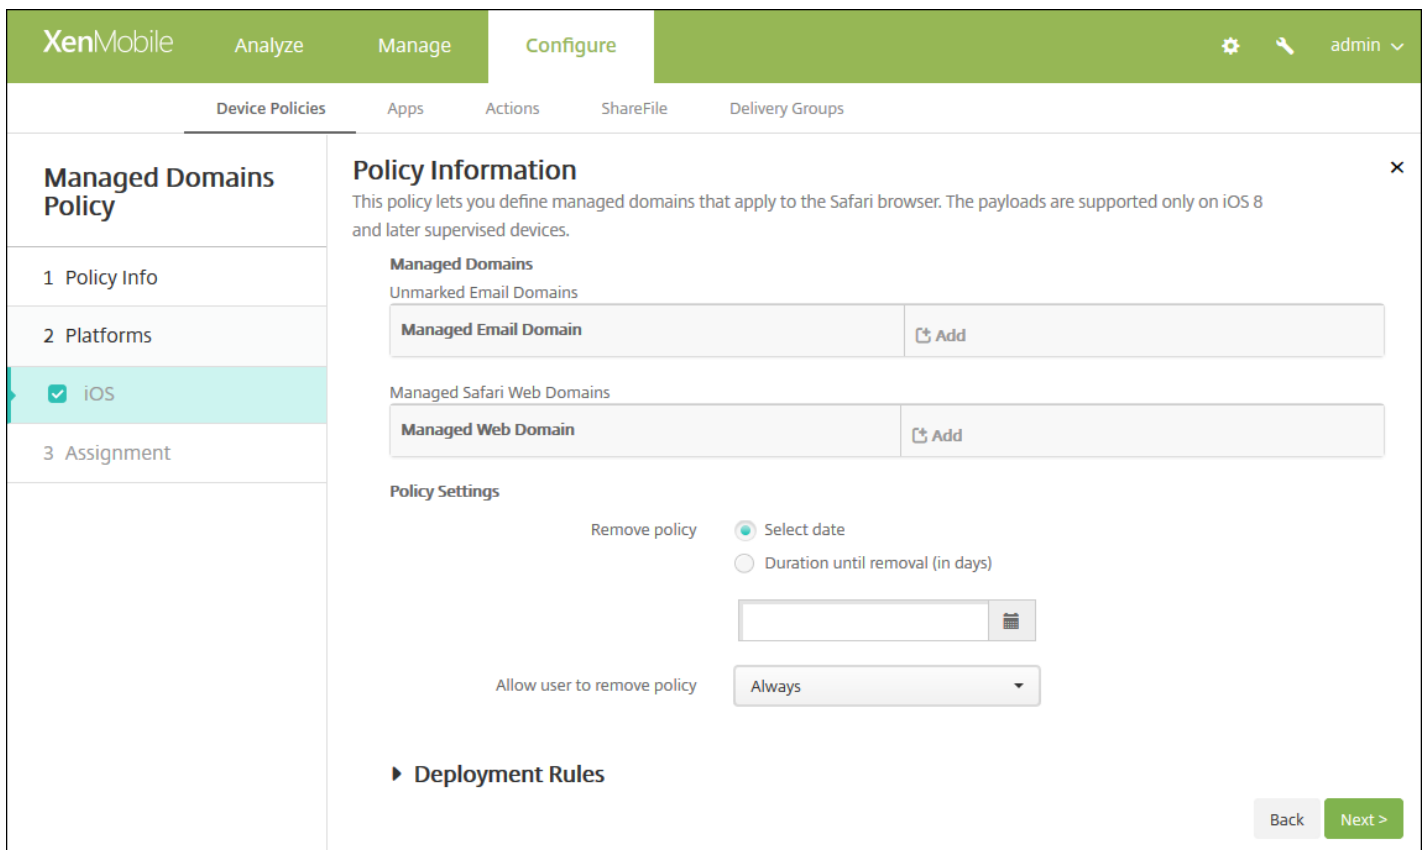 XenMobile Analyze Manage Configure admin
Device Policies Apps Actions ShareFile Delivery Groups
Managed Domains
Policy
1 Policy Info
2 Platforms
iOS
3 Assignment
Policy Information
This policy lets you define managed domains that apply to the Safari browser. The payloads are supported only on iOS 8
and later supervised devices.
Managed Domains
Unmarked Email Domains
Managed Email Domain Add
Managed Safari Web Domains
Managed Web Domain Add
Policy Settings
Remove policy Select date
Duration until removal (in days)
Allow user to remove policy Always
Deployment Rules
Back Next >